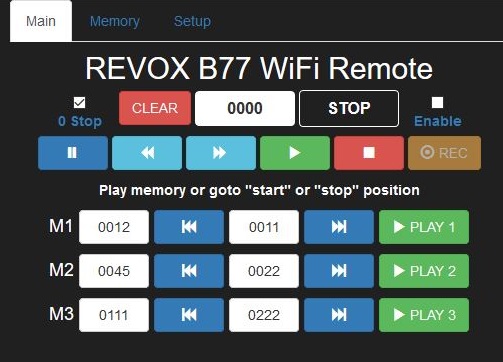 Main Memory Setup
REVOX B77 WiFi Remote
0 Stop CLEAR 0000 STOP Enable
REC
Play memory or goto "start" or "stop" position
M1 0012 0011 PLAY 1
M2 0045 0022 PLAY 2
M3 0111 0222 PLAY 3